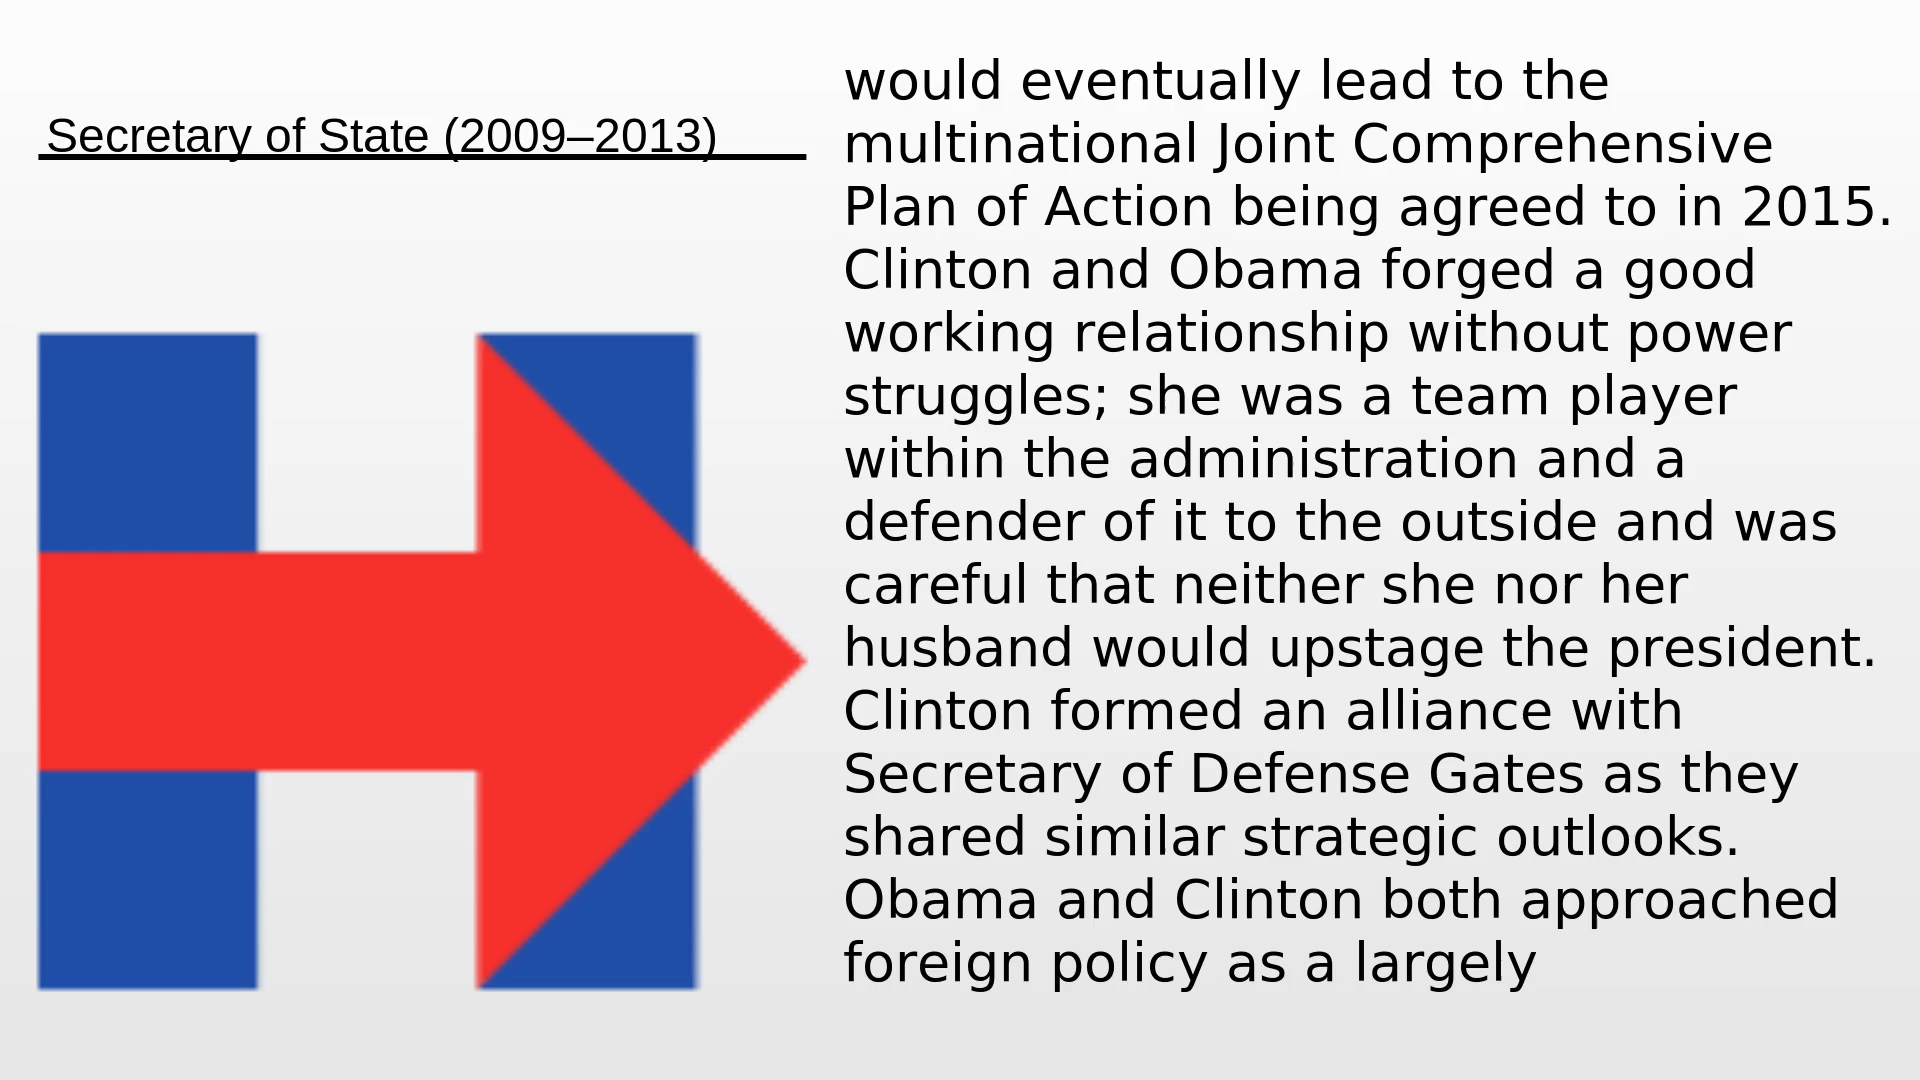 Secretary of State (2009–2013)
would eventually lead to the
multinational Joint Comprehensive
Plan of Action being agreed to in 2015.
Clinton and Obama forged a good
working relationship without power
struggles; she was a team player
within the administration and a
defender of it to the outside and was
careful that neither she nor her
husband would upstage the president.
Clinton formed an alliance with
Secretary of Defense Gates as they
shared similar strategic outlooks.
Obama and Clinton both approached
foreign policy as a largely